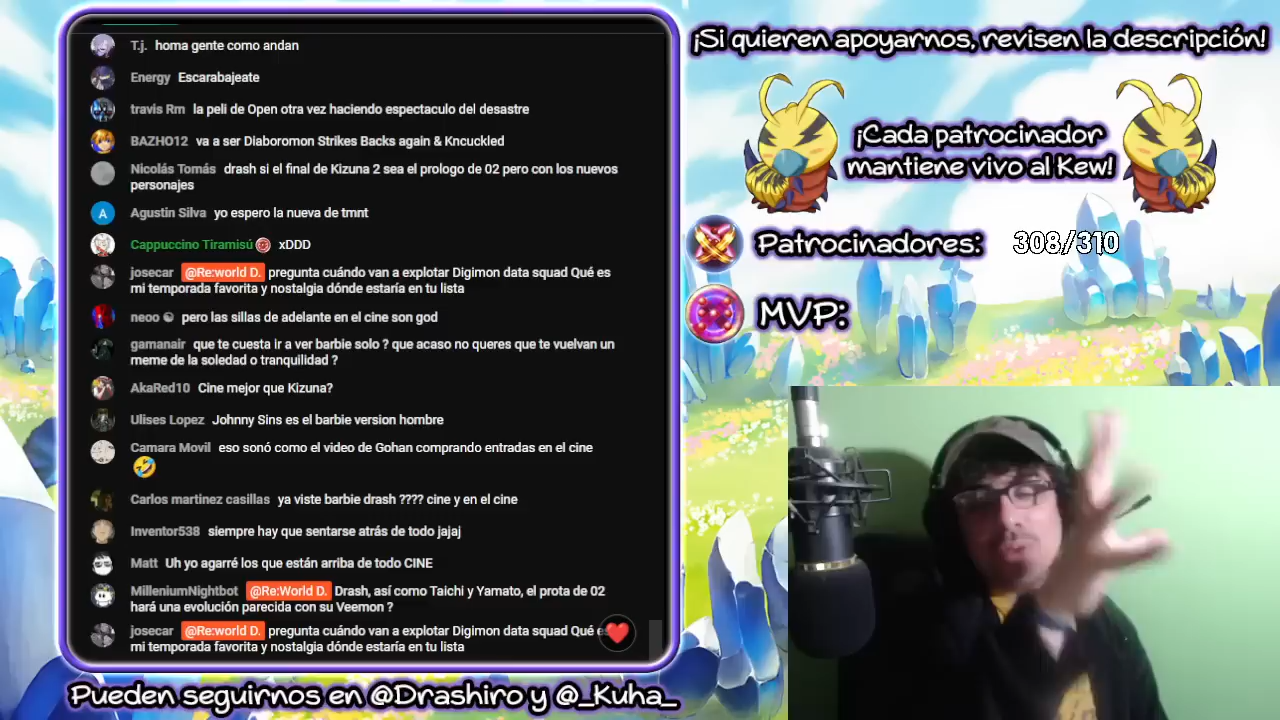 T.j. homa gente como andan
Energy Escarabajeate
travis Rm la peli de Open otra vez haciendo espectaculo del desastre
BAZHO12 va a ser Diaboromon Strikes Backs again & Kncuckled
Nicolás Tomás drash si el final de Kizuna 2 sea el prologo de 02 pero con los nuevos
personajes
A Agustin Silva yo espero la nueva de tmnt
Cappuccino Tiramisú xDDD
josecar @Re:world D. pregunta cuándo van a explotar Digimon data squad Qué es
mi temporada favorita y nostalgia dónde estaría en tu lista
neoo ☯ pero las sillas de adelante en el cine son god
gamanair que te cuesta ir a ver barbie solo ? que acaso no queres que te vuelvan un
meme de la soledad o tranquilidad ?
AkaRed10 Cine mejor que Kizuna?
Ulises Lopez Johnny Sins es el barbie version hombre
Camara Movil eso sonó como el video de Gohan comprando entradas en el cine
🤣
Carlos martinez casillas ya viste barbie drash ???? cine y en el cine
Inventor538 siempre hay que sentarse atrás de todo jajaj
Matt Uh yo agarré los que están arriba de todo CINE
MilleniumNightbot @Re:World D. Drash, así como Taichi y Yamato, el prota de 02
hará una evolución parecida con su Veemon ?
josecar @Re:world D. pregunta cuándo van a explotar Digimon data squad Qué es
mi temporada favorita y nostalgia dónde estaría en tu lista
Pueden seguirnos en @Drashiro y @_Kuha_
¡Si quieren apoyarnos, revisen la descripción!
¡Cada patrocinador
mantiene vivo al Kew!
Patrocinadores: 308/310
MVP: